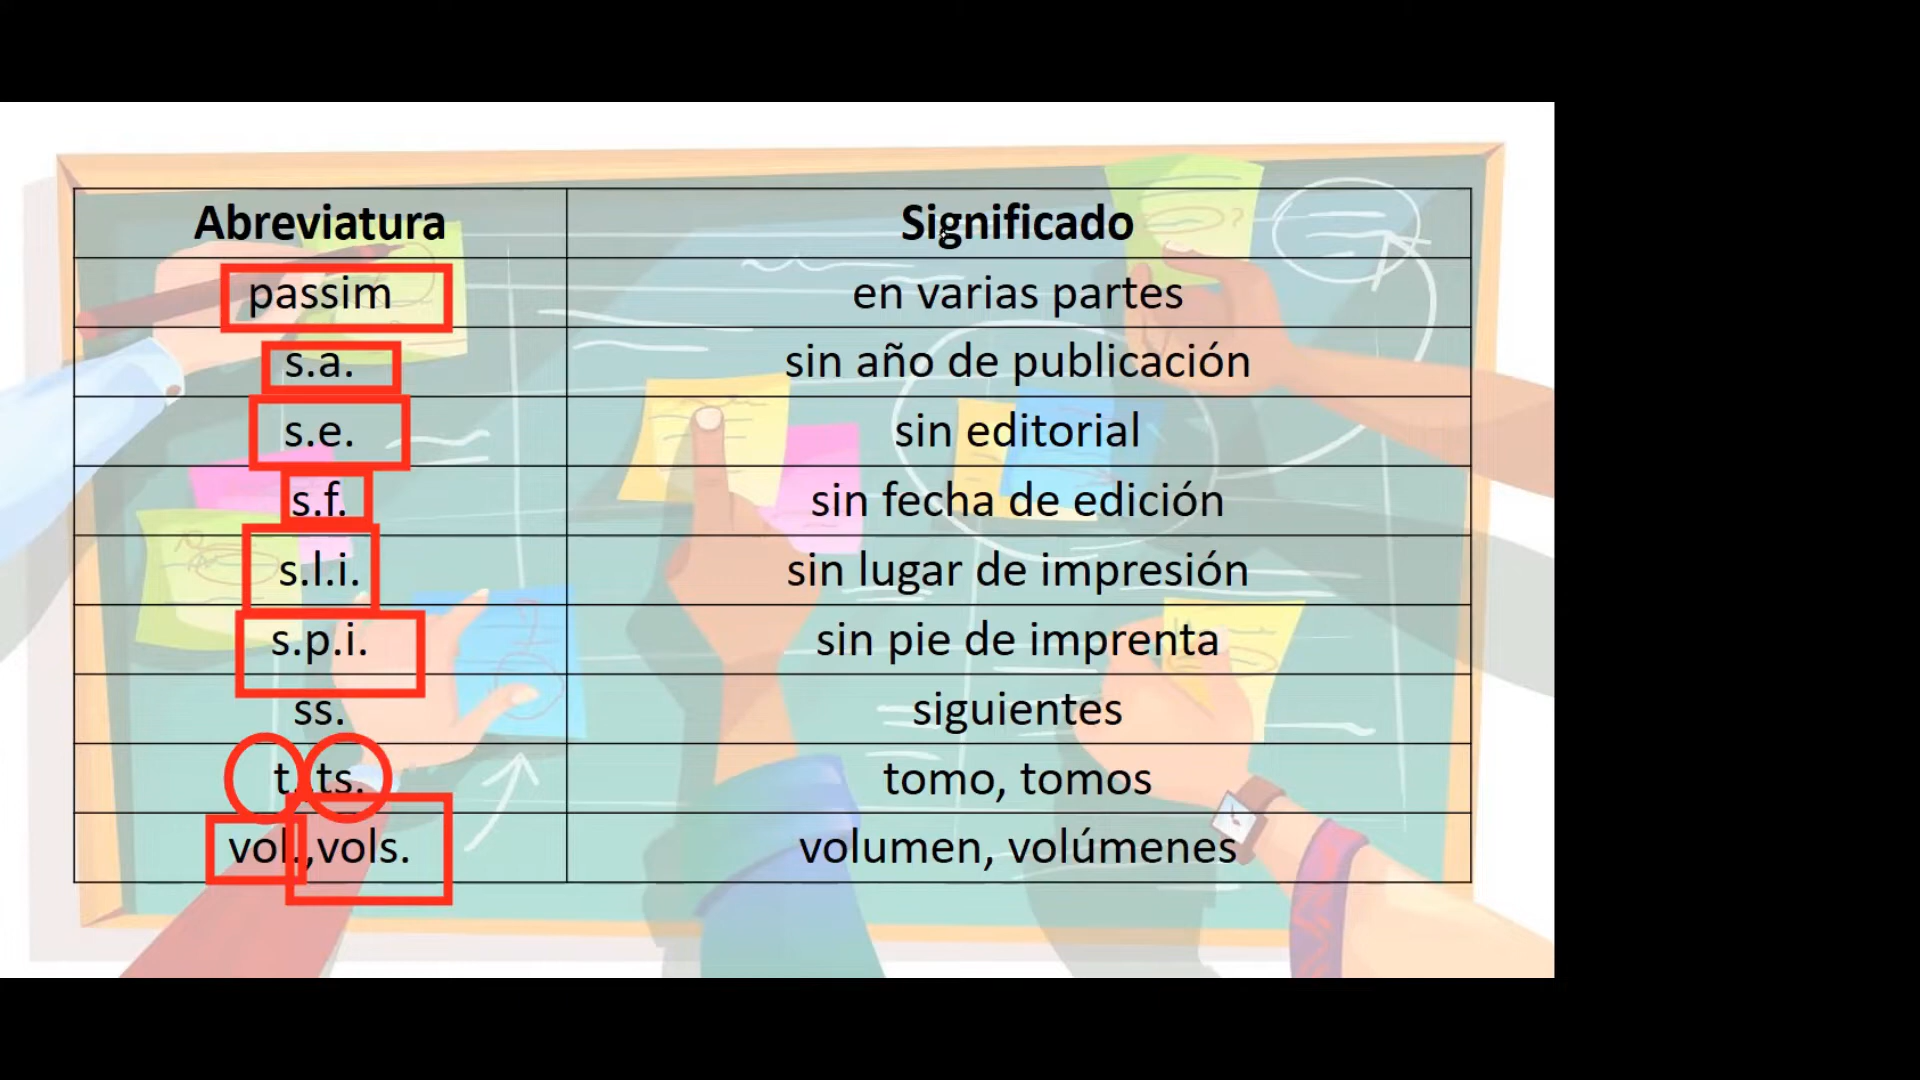 Abreviatura Significado
passim en varias partes
s.a. sin año de publicación
s.e. sin editorial
s.f. sin fecha de edición
s.l.i. sin lugar de impresión
s.p.i. sin pie de imprenta
ss. siguientes
t. ts. tomo, tomos
vol.,vols. volumen, volúmenes